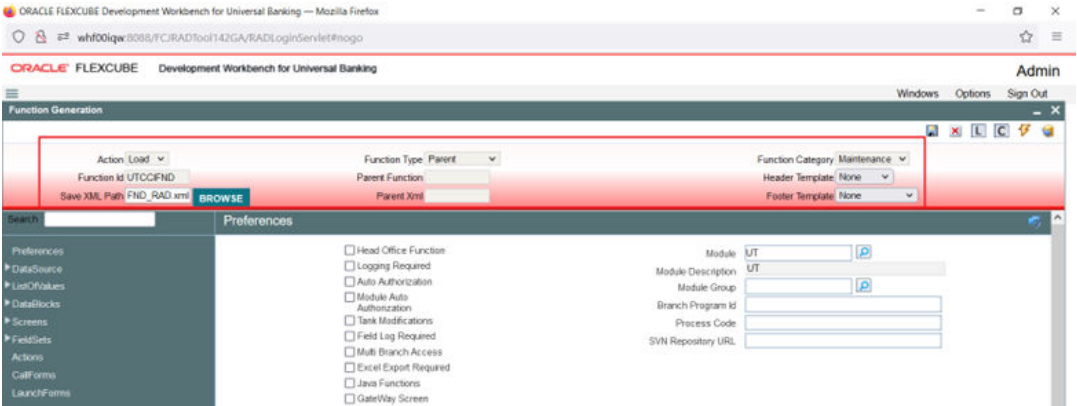 ORACLE FLEXCUBE Development Workbench for Universal Banking — Mozilla Firefox
whf00iqw:8088/FCJRADTool142GA/RADLoginServlet#nogo
ORACLE FLEXCUBE Development Workbench for Universal Banking Admin
Windows Options Sign Out
Function Generation
L C
Action Load Function Type Parent Function Category Maintenance
Function Id UTCCIFND Parent Function Header Template None
Save XML Path FND_RAD.xml BROWSE Parent Xml Footer Template None
Search Preferences
Preferences
DataSource
ListOfValues
DataBlocks
Screens
FieldSets
Actions
CallForms
LaunchForms
Head Office Function
Logging Required
Auto Authorization
Module Auto
Authorization
Tank Modifications
Field Log Required
Multi Branch Access
Excel Export Required
Java Functions
GateWay Screen
Module UT
Module Description UT
Module Group
Branch Program Id
Process Code
SVN Repository URL